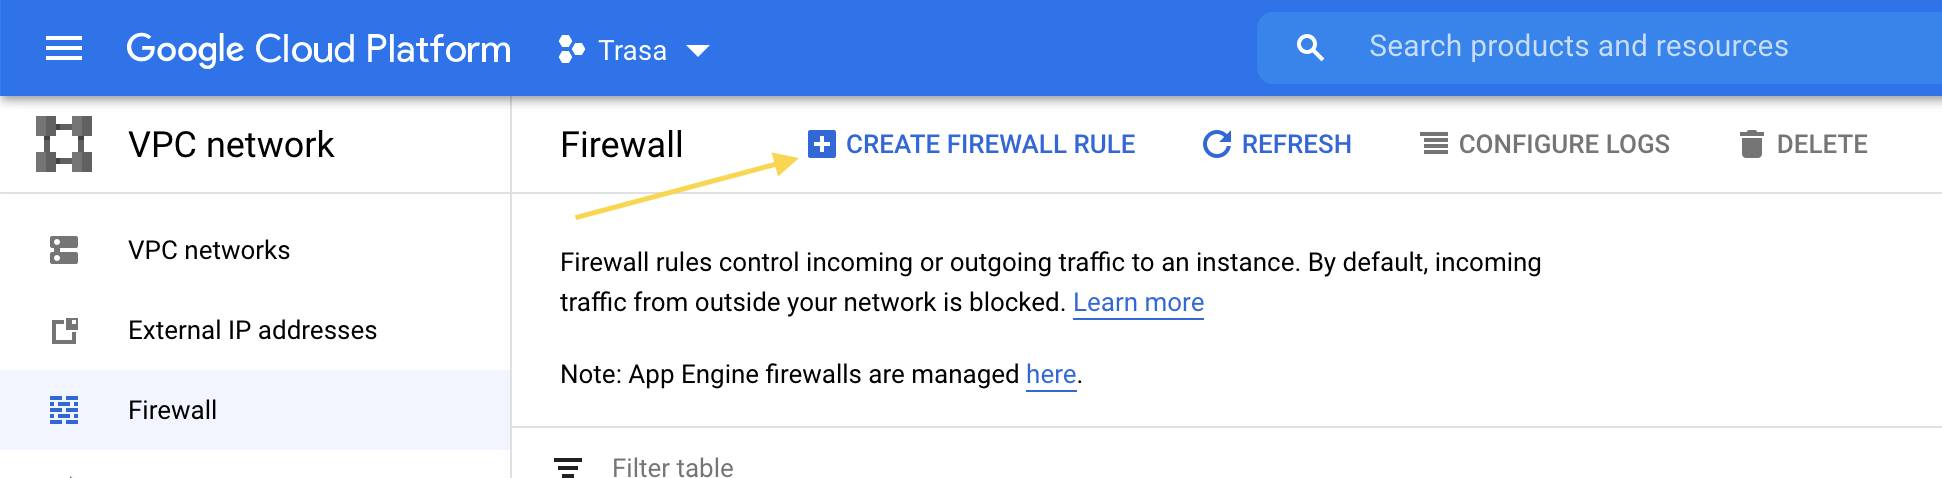 Google Cloud Platform
Trasa
Search products and resources
VPC network
Firewall
CREATE FIREWALL RULE
REFRESH
CONFIGURE LOGS
DELETE
VPC networks
External IP addresses
Firewall
Firewall rules control incoming or outgoing traffic to an instance. By default, incoming
traffic from outside your network is blocked. Learn more
Note: App Engine firewalls are managed here.
Filter table